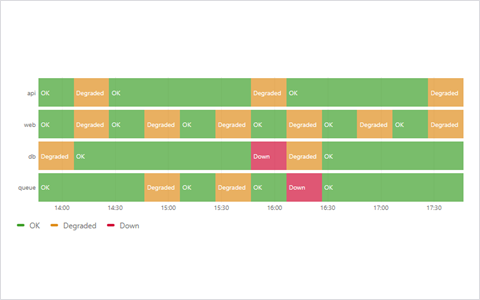 api OK Degraded OK Degraded OK Degraded
web OK Degraded OK Degraded OK Degraded OK Degraded OK Degraded OK Degraded
db Degraded OK Down Degraded OK
queue OK Degraded OK Degraded OK Down OK
14:00 14:30 15:00 15:30 16:00 16:30 17:00 17:30
OK Degraded Down